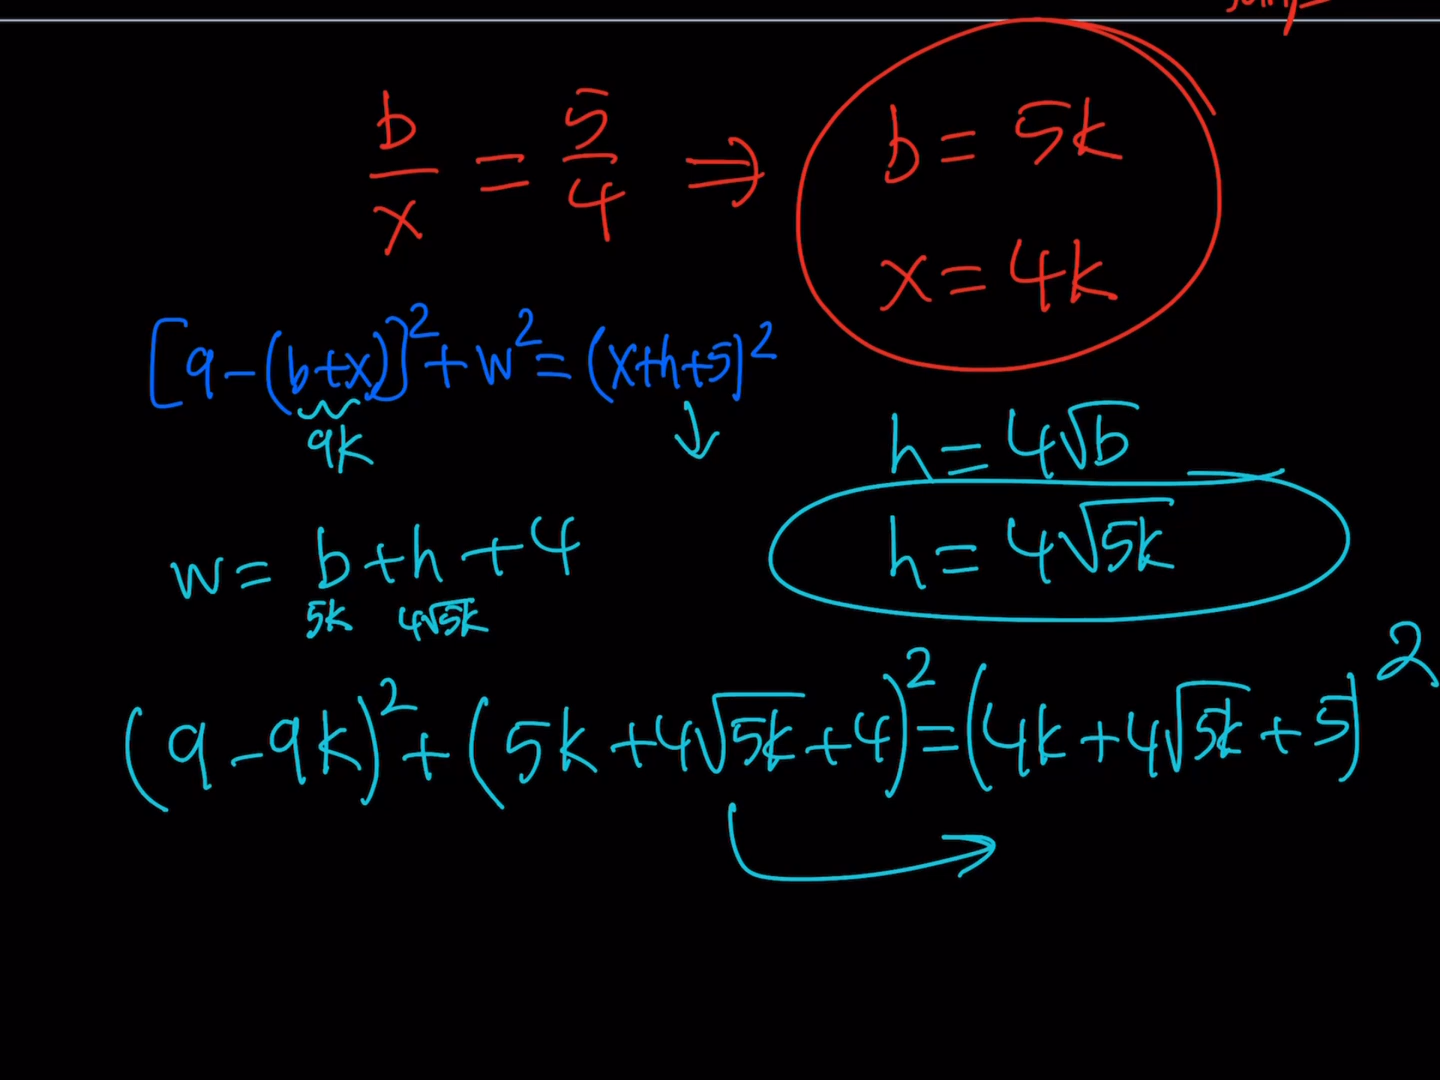 b/x = 5/4 ⇒ b = 5k
x = 4k
[9-(b+x)]²+w²=(x+h+5)²
9k ↓
h = 4√b
h = 4√5k
w = b+h+4
5k 4√5k
(9-9k)²+(5k+4√5k+4)²=(4k+4√5k+5)²